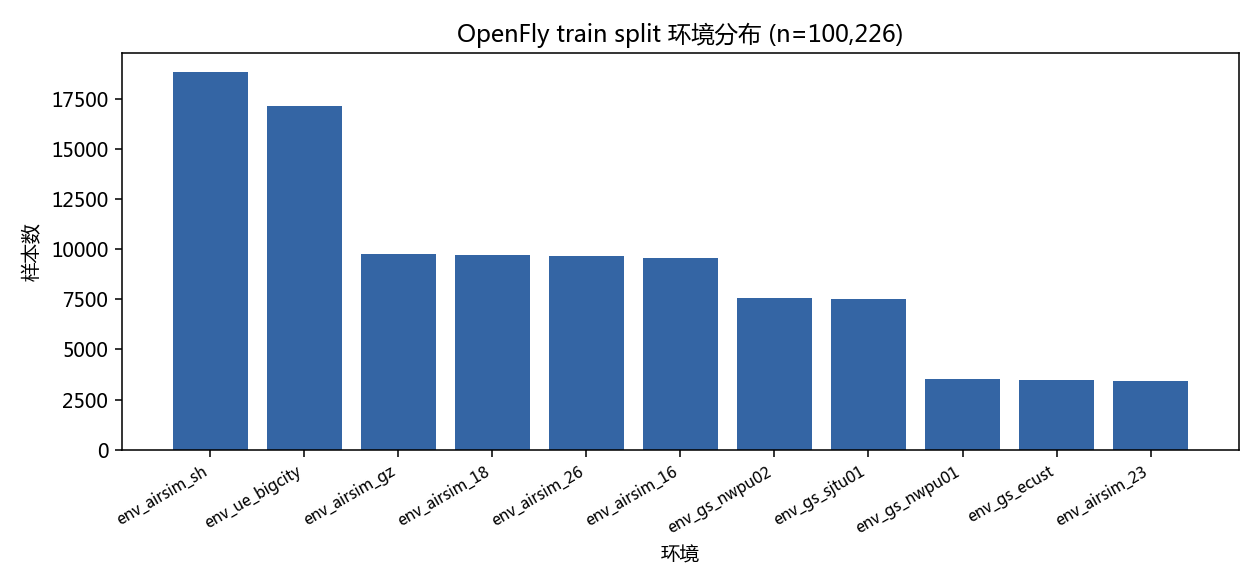 OpenFly train split 环境分布 (n=100,226)
样本数
17500
15000
12500
10000
7500
5000
2500
0
env_airsim_sh
env_ue_bigcity
env_airsim_gz
env_airsim_18
env_airsim_26
env_airsim_16
env_gs_nwpu02
env_gs_sjtu01
env_gs_nwpu01
env_gs_ecust
env_airsim_23
环境